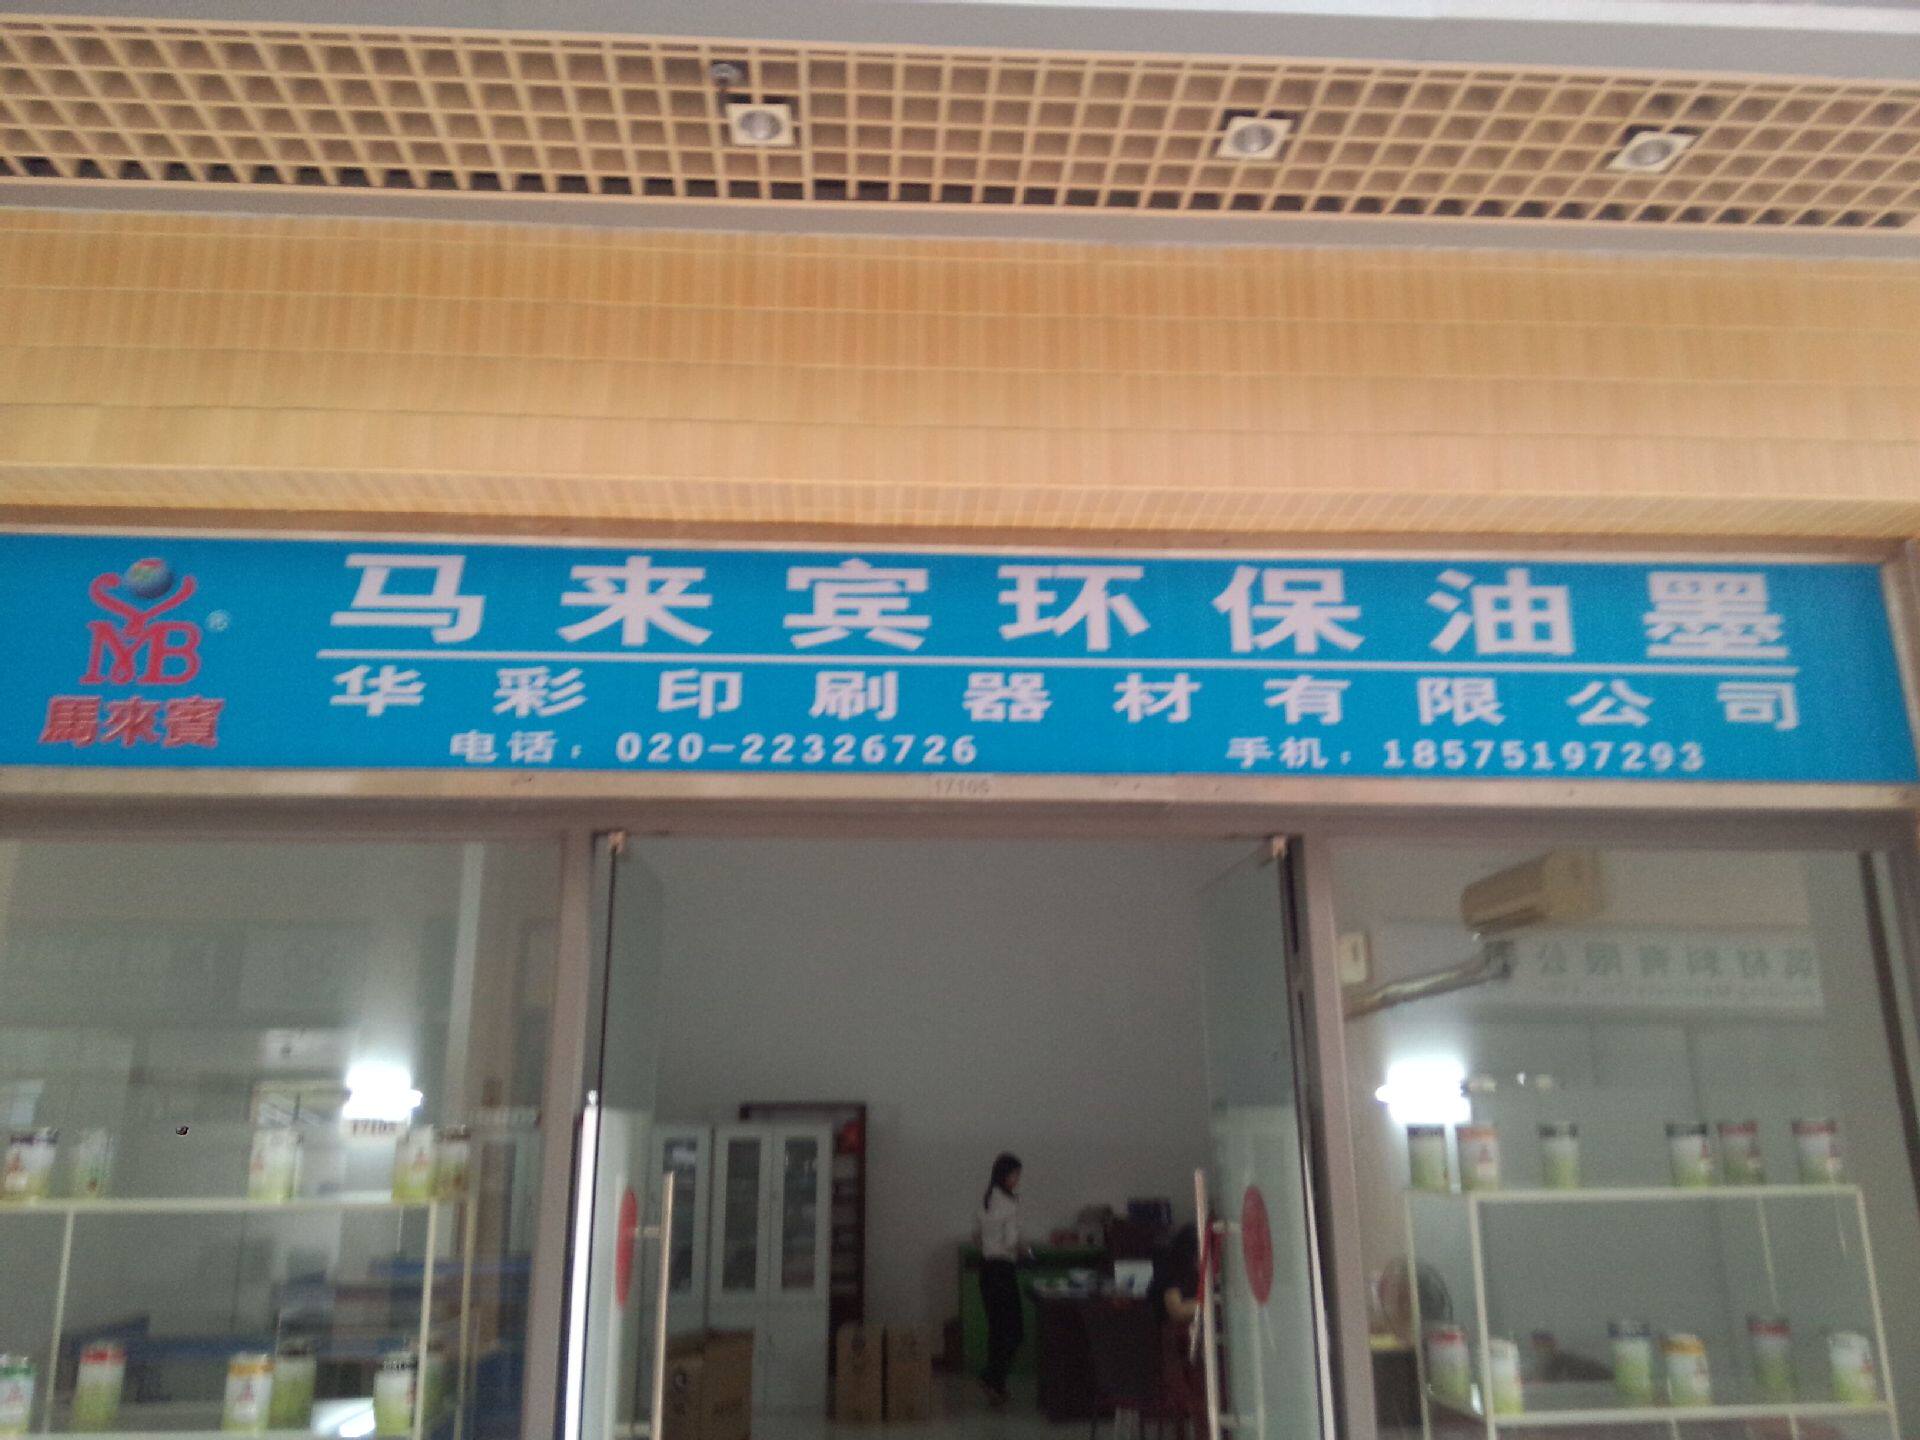 马来宾环保油墨
MB®
馬來賓
华彩印刷器材有限公司
电话：020-22326726
手机：18575197293
17105